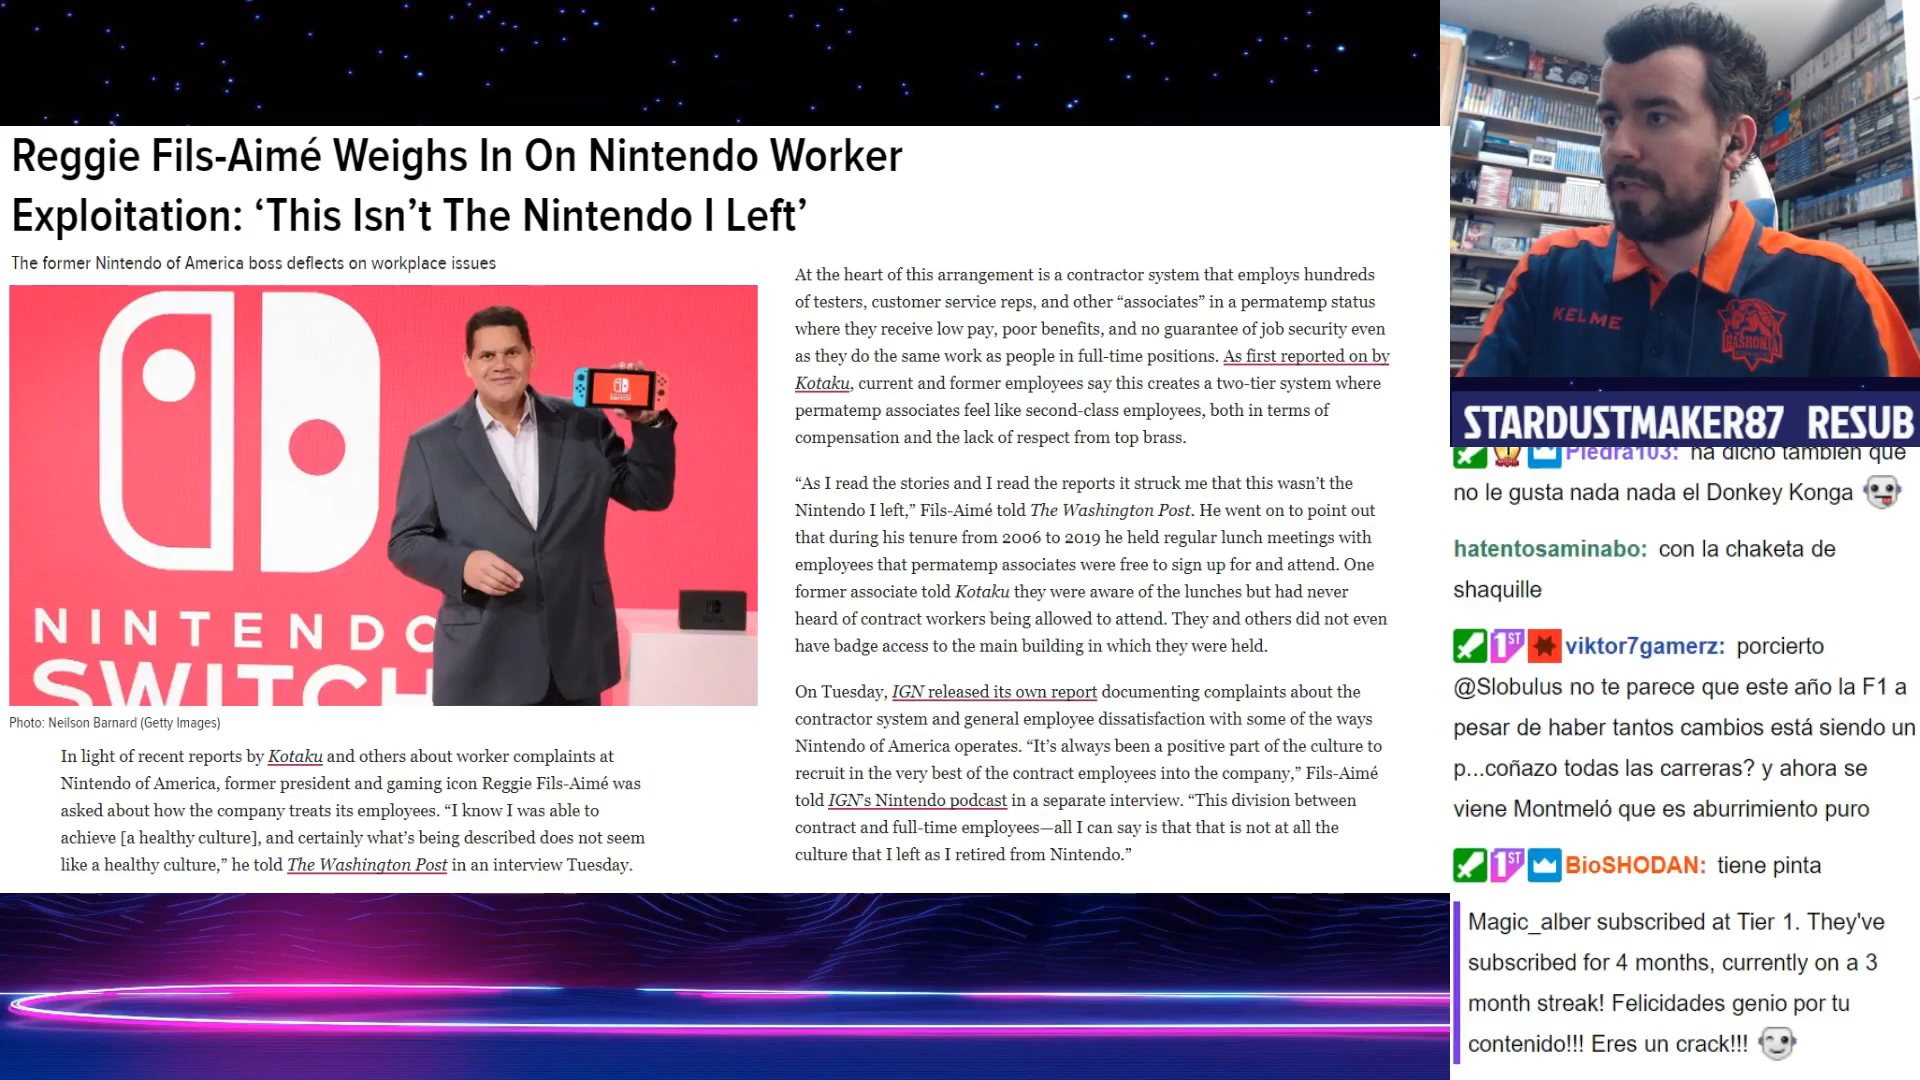 Reggie Fils-Aimé Weighs In On Nintendo Worker
Exploitation: ‘This Isn’t The Nintendo I Left’
The former Nintendo of America boss deflects on workplace issues
NINTENDO
SWITCH
Photo: Neilson Barnard (Getty Images)
In light of recent reports by Kotaku and others about worker complaints at
Nintendo of America, former president and gaming icon Reggie Fils-Aimé was
asked about how the company treats its employees. “I know I was able to
achieve [a healthy culture], and certainly what’s being described does not seem
like a healthy culture,” he told The Washington Post in an interview Tuesday.
At the heart of this arrangement is a contractor system that employs hundreds
of testers, customer service reps, and other “associates” in a permatemp status
where they receive low pay, poor benefits, and no guarantee of job security even
as they do the same work as people in full-time positions. As first reported on by
Kotaku, current and former employees say this creates a two-tier system where
permatemp associates feel like second-class employees, both in terms of
compensation and the lack of respect from top brass.
“As I read the stories and I read the reports it struck me that this wasn’t the
Nintendo I left,” Fils-Aimé told The Washington Post. He went on to point out
that during his tenure from 2006 to 2019 he held regular lunch meetings with
employees that permatemp associates were free to sign up for and attend. One
former associate told Kotaku they were aware of the lunches but had never
heard of contract workers being allowed to attend. They and others did not even
have badge access to the main building in which they were held.
On Tuesday, IGN released its own report documenting complaints about the
contractor system and general employee dissatisfaction with some of the ways
Nintendo of America operates. “It’s always been a positive part of the culture to
recruit in the very best of the contract employees into the company,” Fils-Aimé
told IGN’s Nintendo podcast in a separate interview. “This division between
contract and full-time employees—all I can say is that that is not at all the
culture that I left as I retired from Nintendo.”
KELME
BASKONIA
STARDUSTMAKER87 RESUB
Piedra103: ha dicho también que
no le gusta nada nada el Donkey Konga
hatentosaminabo: con la chaketa de
shaquille
1ST viktor7gamerz: porcierto
@Slobulus no te parece que este año la F1 a
pesar de haber tantos cambios está siendo un
p...coñazo todas las carreras? y ahora se
viene Montmeló que es aburrimiento puro
1ST BioSHODAN: tiene pinta
Magic_alber subscribed at Tier 1. They've
subscribed for 4 months, currently on a 3
month streak! Felicidades genio por tu
contenido!!! Eres un crack!!!